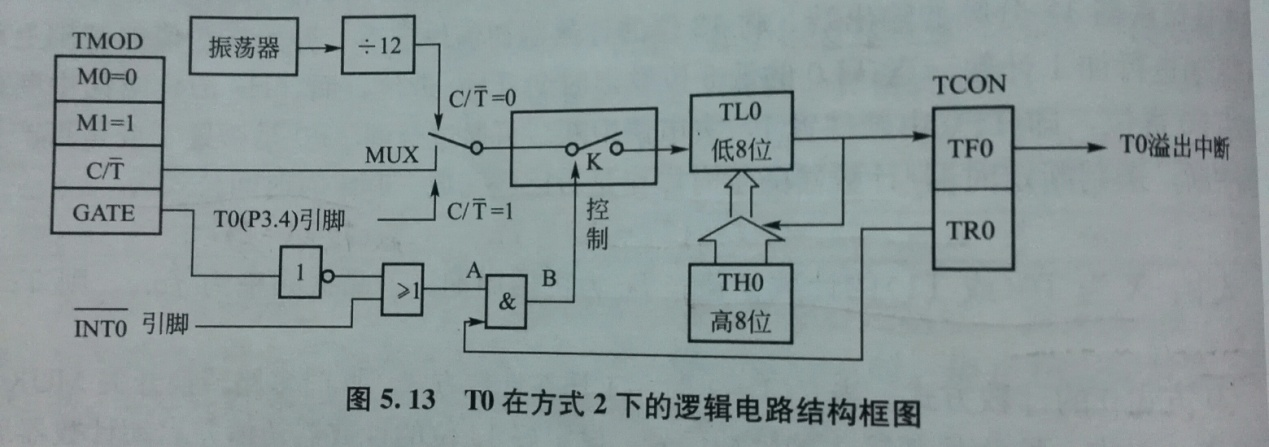 TMOD
M0=0
M1=1
C/T̅
GATE
振荡器
÷12
C/T̅=0
MUX
T0(P3.4)引脚
C/T̅=1
K
控制
1
≥1
A
&
B
I̅N̅T̅0̅ 引脚
TL0
低8位
TH0
高8位
TCON
TF0
TR0
T0溢出中断
图 5.13 T0 在方式 2 下的逻辑电路结构框图